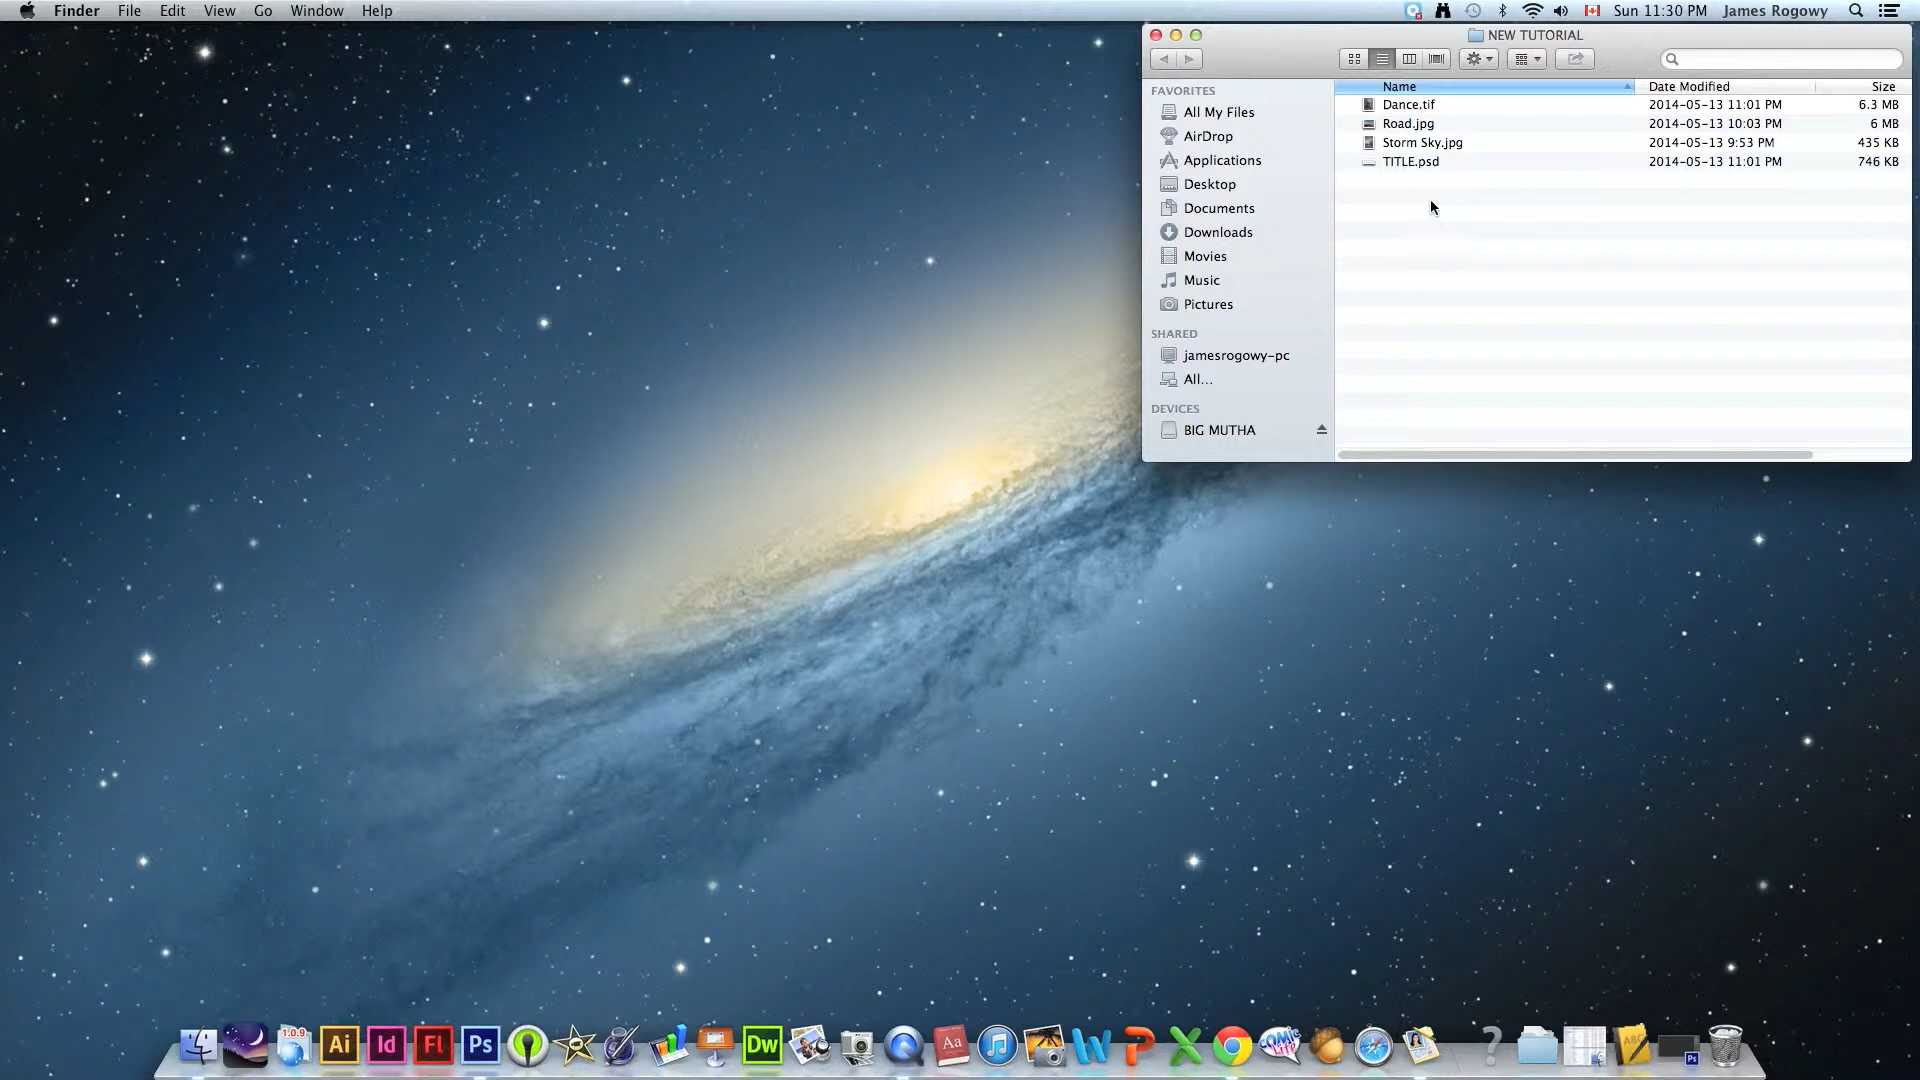 Finder File Edit View Go Window Help
Sun 11:30 PM James Rogowy
NEW TUTORIAL
FAVORITES
All My Files
AirDrop
Applications
Desktop
Documents
Downloads
Movies
Music
Pictures
SHARED
jamesrogowy-pc
All...
DEVICES
BIG MUTHA
Name Date Modified Size
Dance.tif 2014-05-13 11:01 PM 6.3 MB
Road.jpg 2014-05-13 10:03 PM 6 MB
Storm Sky.jpg 2014-05-13 9:53 PM 435 KB
TITLE.psd 2014-05-13 11:01 PM 746 KB
1.0.9 Ai Id Fl Ps Dw Aa W P X COMIC Life ? ABC Ps